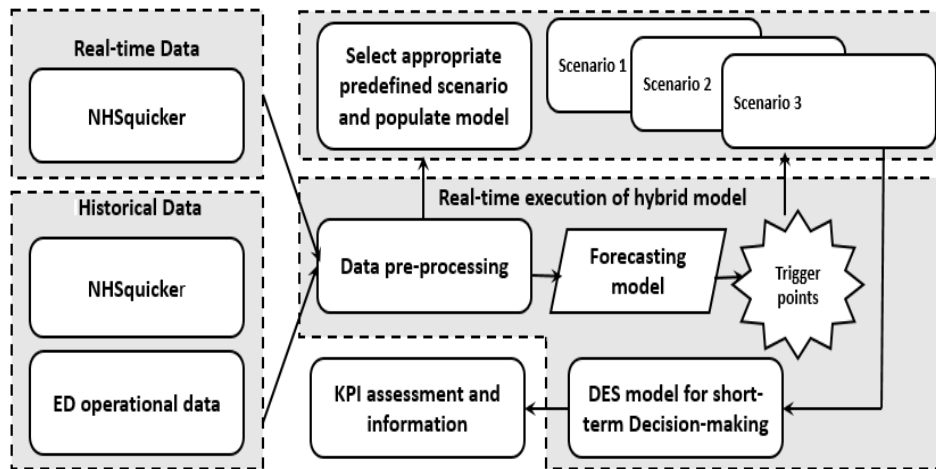 Real-time Data
NHSquicker
Historical Data
NHSquicker
ED operational data
Select appropriate
predefined scenario
and populate model
Scenario 1
Scenario 2
Scenario 3
Real-time execution of hybrid model
Data pre-processing
Forecasting
model
Trigger
points
KPI assessment and
information
DES model for short-
term Decision-making